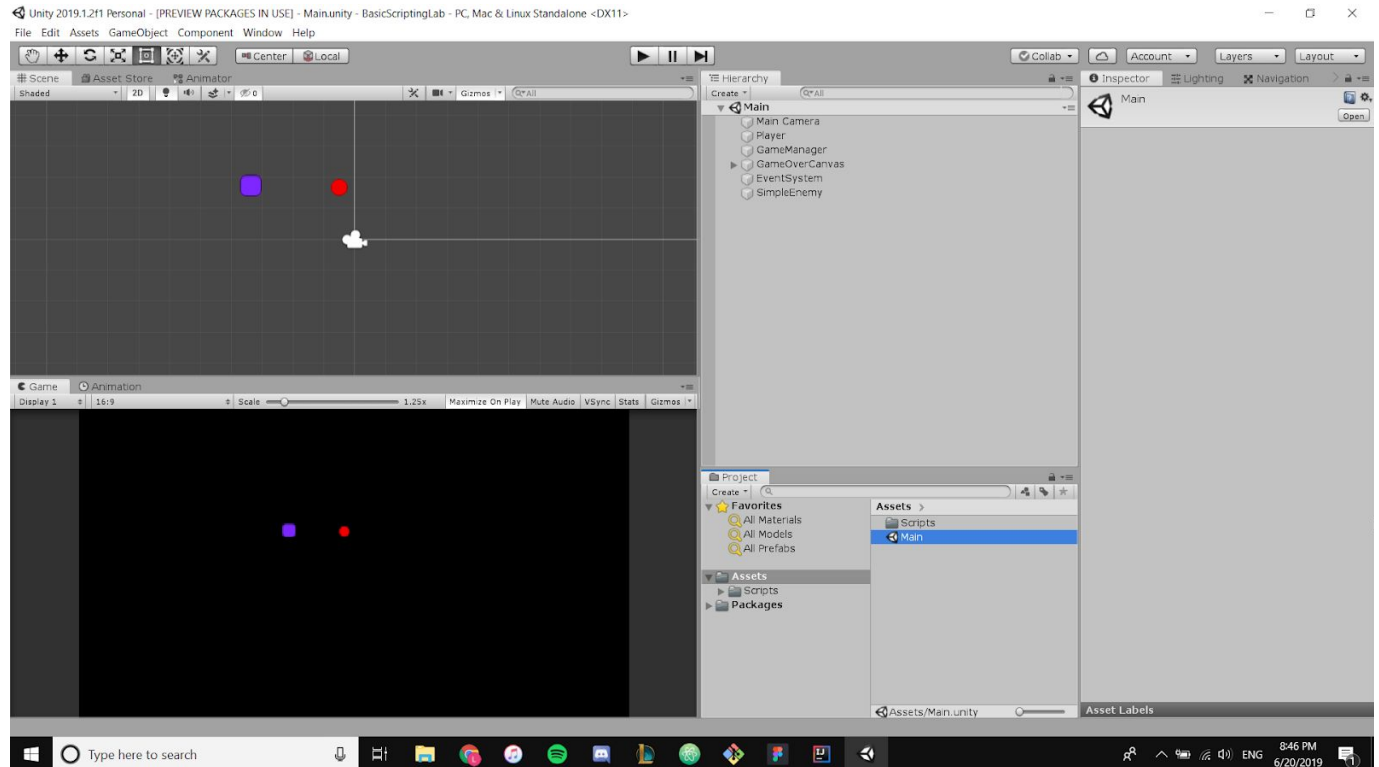 Unity 2019.1.2f1 Personal - [PREVIEW PACKAGES IN USE] - Main.unity - BasicScriptingLab - PC, Mac & Linux Standalone <DX11>
File Edit Assets GameObject Component Window Help
Center Local Collab Account Layers Layout
Scene Asset Store Animator
Shaded 2D 0 Gizmos All
Hierarchy
Create All
Main
Main Camera
Player
GameManager
GameOverCanvas
EventSystem
SimpleEnemy
Inspector Lighting Navigation
Main
Open
Game Animation
Display 1 16:9 Scale 1.25x Maximize On Play Mute Audio VSync Stats Gizmos
Project
Create
Favorites
All Materials
All Models
All Prefabs
Assets
Scripts
Packages
Assets >
Scripts
Main
Assets/Main.unity
Asset Labels
Type here to search
ENG
8:46 PM
6/20/2019
1